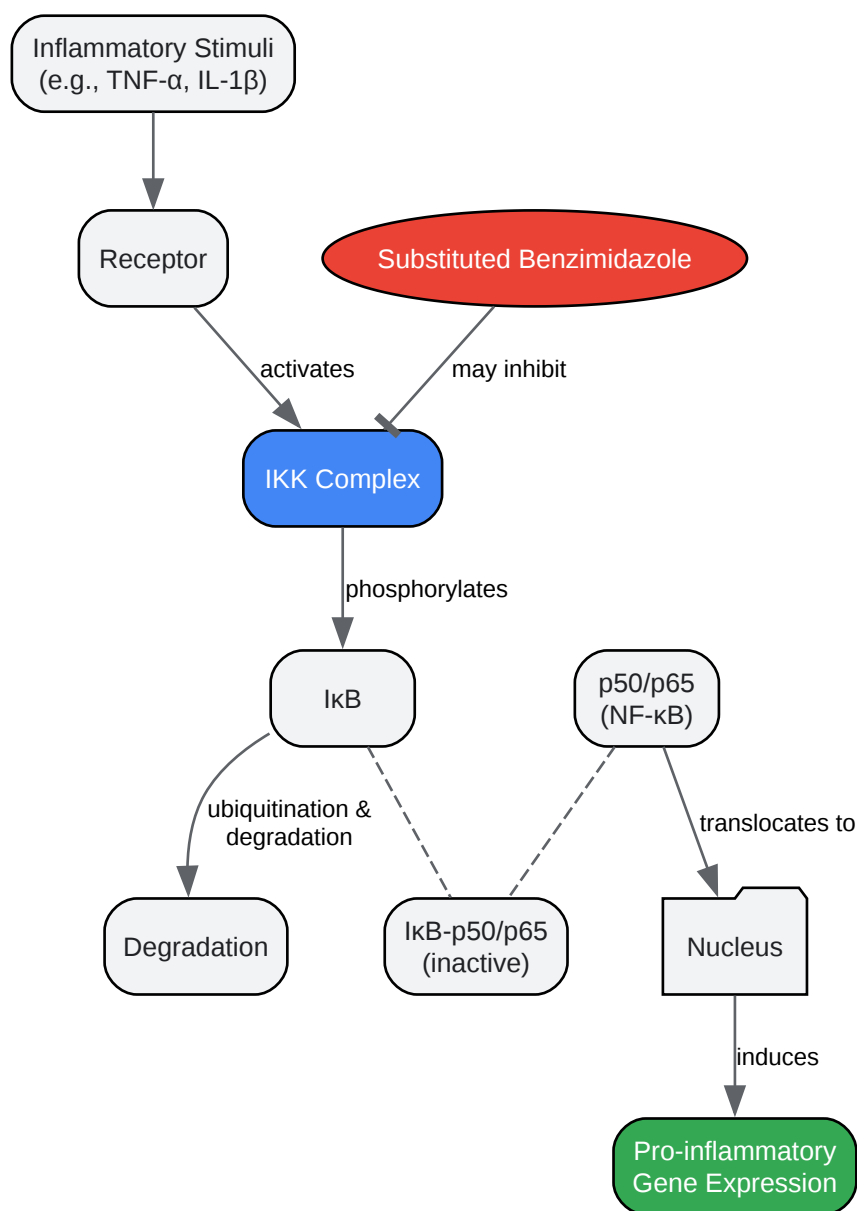 Inflammatory Stimuli
(e.g., TNF-α, IL-1β)
Receptor
Substituted Benzimidazole
activates
may inhibit
IKK Complex
phosphorylates
IκB
p50/p65
(NF-κB)
ubiquitination &
degradation
translocates to
Degradation
IκB-p50/p65
(inactive)
Nucleus
induces
Pro-inflammatory
Gene Expression